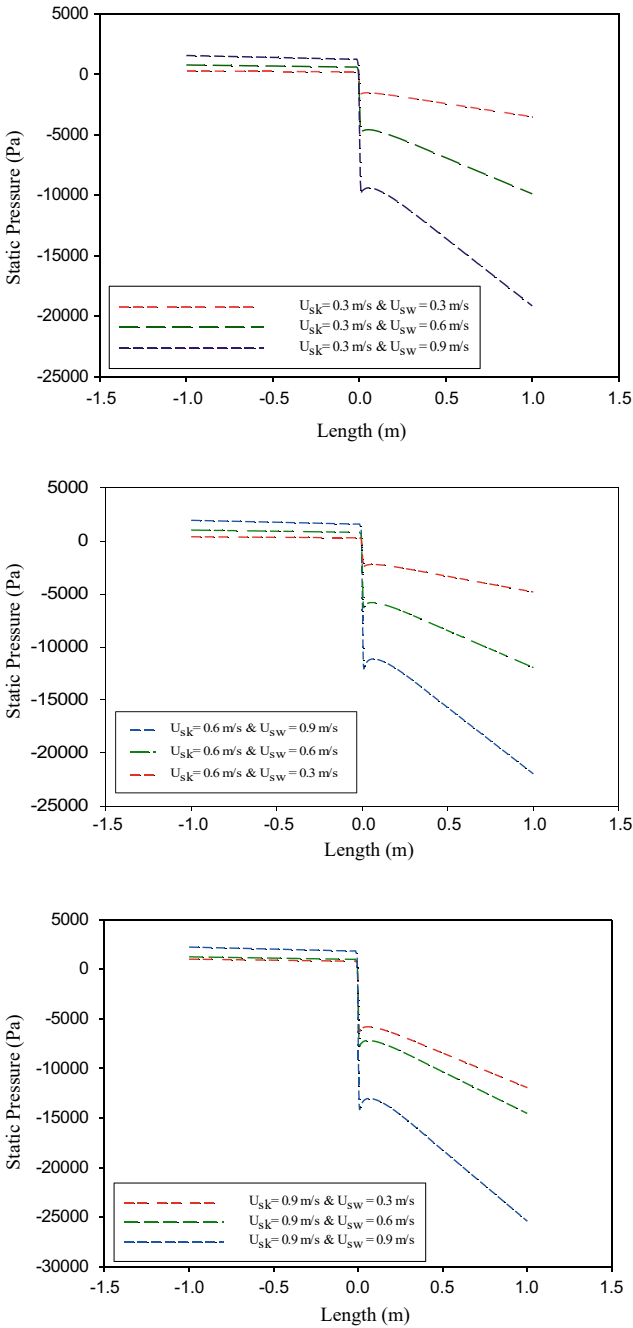 5000
0
-5000
-10000
-15000
-20000
-25000
Static Pressure (Pa)
Usk= 0.3 m/s & Usw = 0.3 m/s
Usk= 0.3 m/s & Usw = 0.6 m/s
Usk= 0.3 m/s & Usw = 0.9 m/s
-1.5 -1.0 -0.5 0.0 0.5 1.0 1.5
Length (m)
5000
0
-5000
-10000
-15000
-20000
-25000
Static Pressure (Pa)
Usk= 0.6 m/s & Usw = 0.9 m/s
Usk= 0.6 m/s & Usw = 0.6 m/s
Usk= 0.6 m/s & Usw = 0.3 m/s
-1.5 -1.0 -0.5 0.0 0.5 1.0 1.5
Length (m)
5000
0
-5000
-10000
-15000
-20000
-25000
-30000
Static Pressure (Pa)
Usk= 0.9 m/s & Usw = 0.3 m/s
Usk= 0.9 m/s & Usw = 0.6 m/s
Usk= 0.9 m/s & Usw = 0.9 m/s
-1.5 -1.0 -0.5 0.0 0.5 1.0 1.5
Length (m)